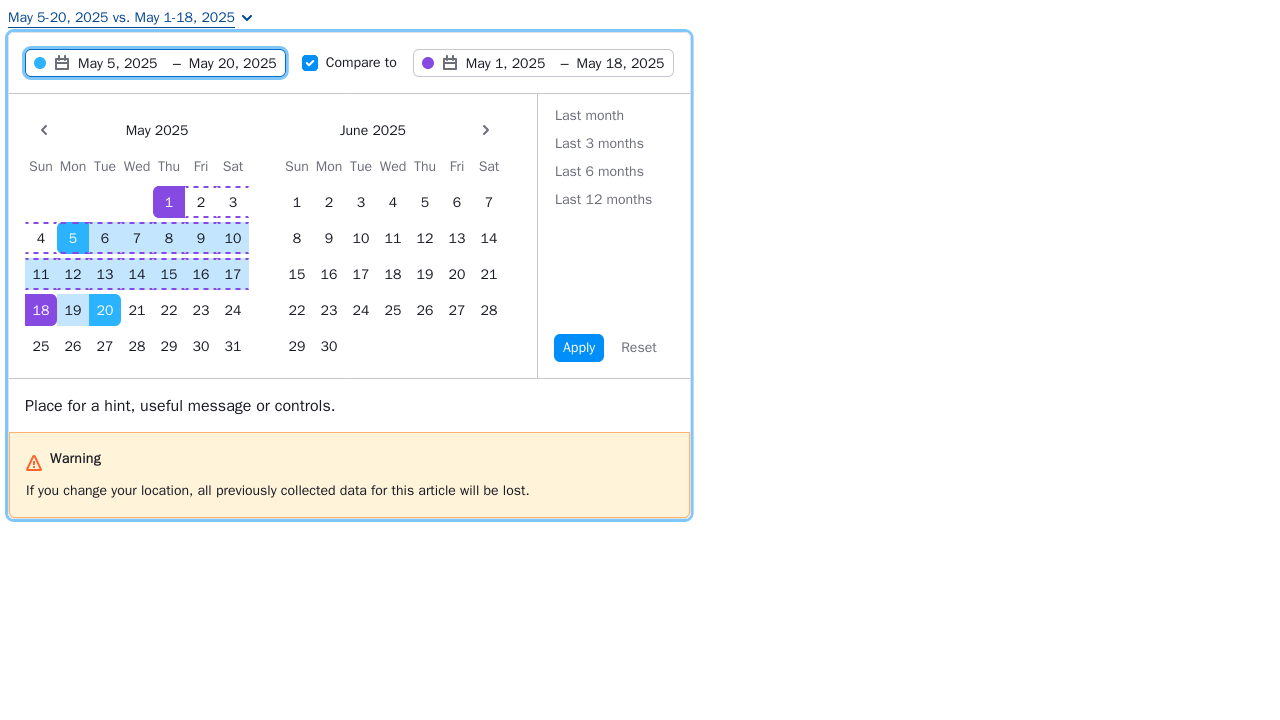 May 5-20, 2025 vs. May 1-18, 2025
May 5, 2025 – May 20, 2025 Compare to May 1, 2025 – May 18, 2025
May 2025 June 2025
Sun Mon Tue Wed Thu Fri Sat Sun Mon Tue Wed Thu Fri Sat
1 2 3 1 2 3 4 5 6 7
4 5 6 7 8 9 10 8 9 10 11 12 13 14
11 12 13 14 15 16 17 15 16 17 18 19 20 21
18 19 20 21 22 23 24 22 23 24 25 26 27 28
25 26 27 28 29 30 31 29 30
Last month
Last 3 months
Last 6 months
Last 12 months
Apply Reset
Place for a hint, useful message or controls.
Warning
If you change your location, all previously collected data for this article will be lost.